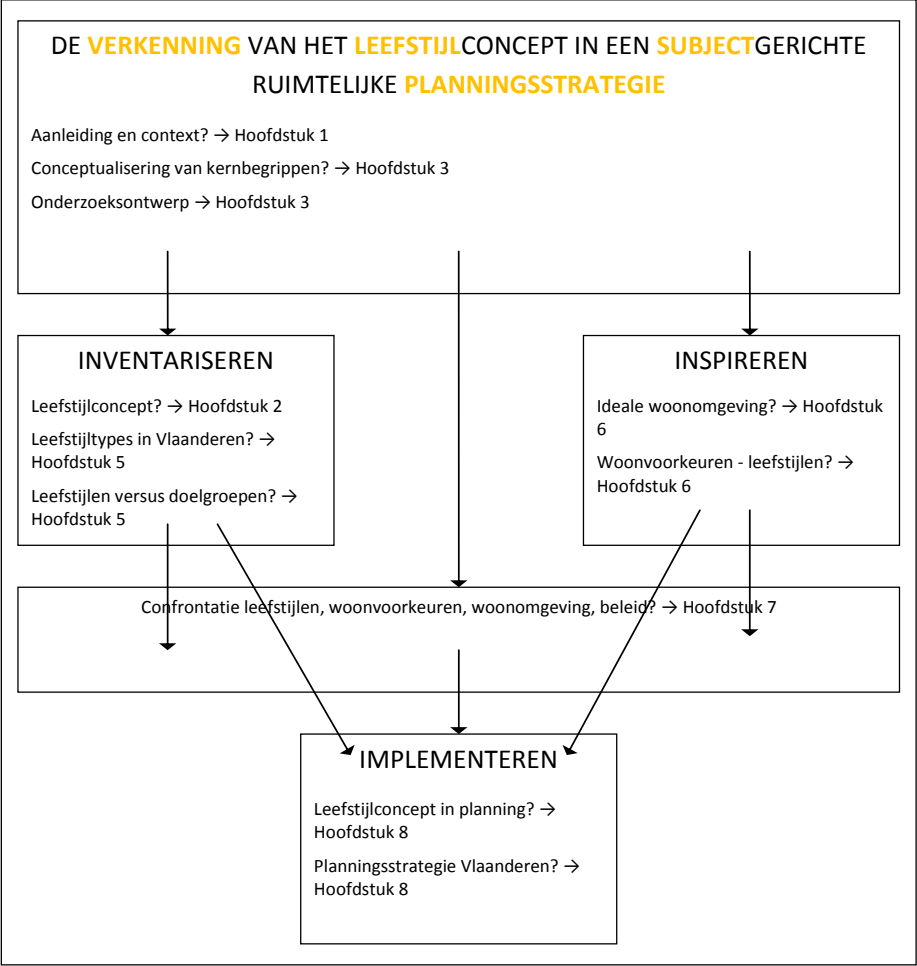 DE VERKENNING VAN HET LEEFSTIJLCONCEPT IN EEN SUBJECTGERICHTE
RUIMTELIJKE PLANNINGSSTRATEGIE
Aanleiding en context? → Hoofdstuk 1
Conceptualisering van kernbegrippen? → Hoofdstuk 3
Onderzoeksontwerp → Hoofdstuk 3
INVENTARISEREN
Leefstijlconcept? → Hoofdstuk 2
Leefstijltypes in Vlaanderen? →
Hoofdstuk 5
Leefstijlen versus doelgroepen? →
Hoofdstuk 5
INSPIREREN
Ideale woonomgeving? → Hoofdstuk
6
Woonvoorkeuren - leefstijlen? →
Hoofdstuk 6
Confrontatie leefstijlen, woonvoorkeuren, woonomgeving, beleid? → Hoofdstuk 7
IMPLEMENTEREN
Leefstijlconcept in planning? →
Hoofdstuk 8
Planningsstrategie Vlaanderen? →
Hoofdstuk 8